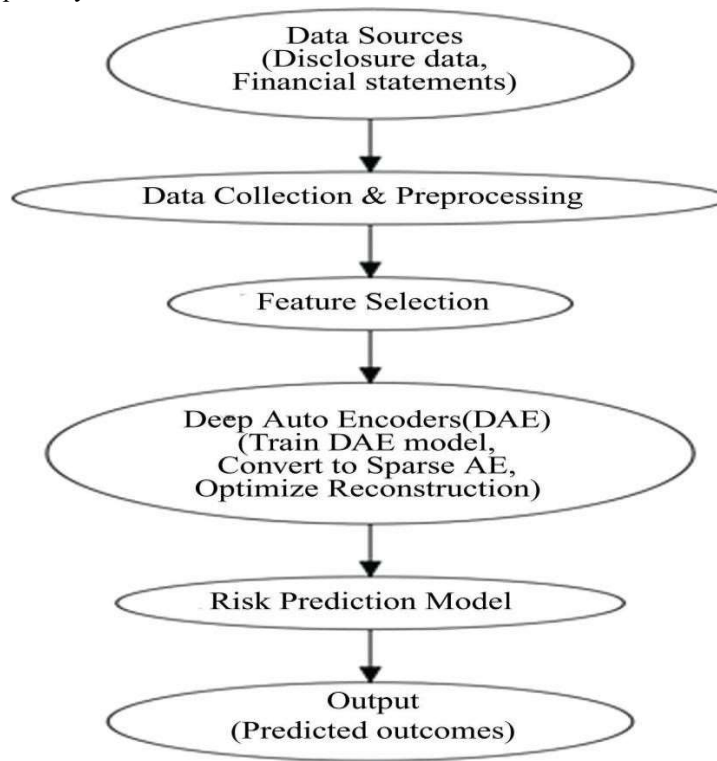 Data Sources
(Disclosure data,
Financial statements)
Data Collection & Preprocessing
Feature Selection
Deep Auto Encoders(DAE)
(Train DAE model,
Convert to Sparse AE,
Optimize Reconstruction)
Risk Prediction Model
Output
(Predicted outcomes)